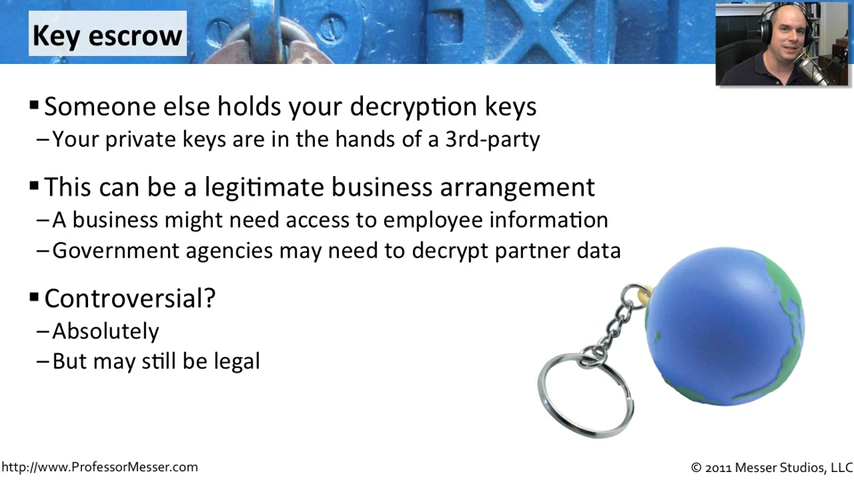 Key escrow
▪Someone else holds your decryption keys
–Your private keys are in the hands of a 3rd-party
▪This can be a legitimate business arrangement
–A business might need access to employee information
–Government agencies may need to decrypt partner data
▪Controversial?
–Absolutely
–But may still be legal
http://www.ProfessorMesser.com
© 2011 Messer Studios, LLC